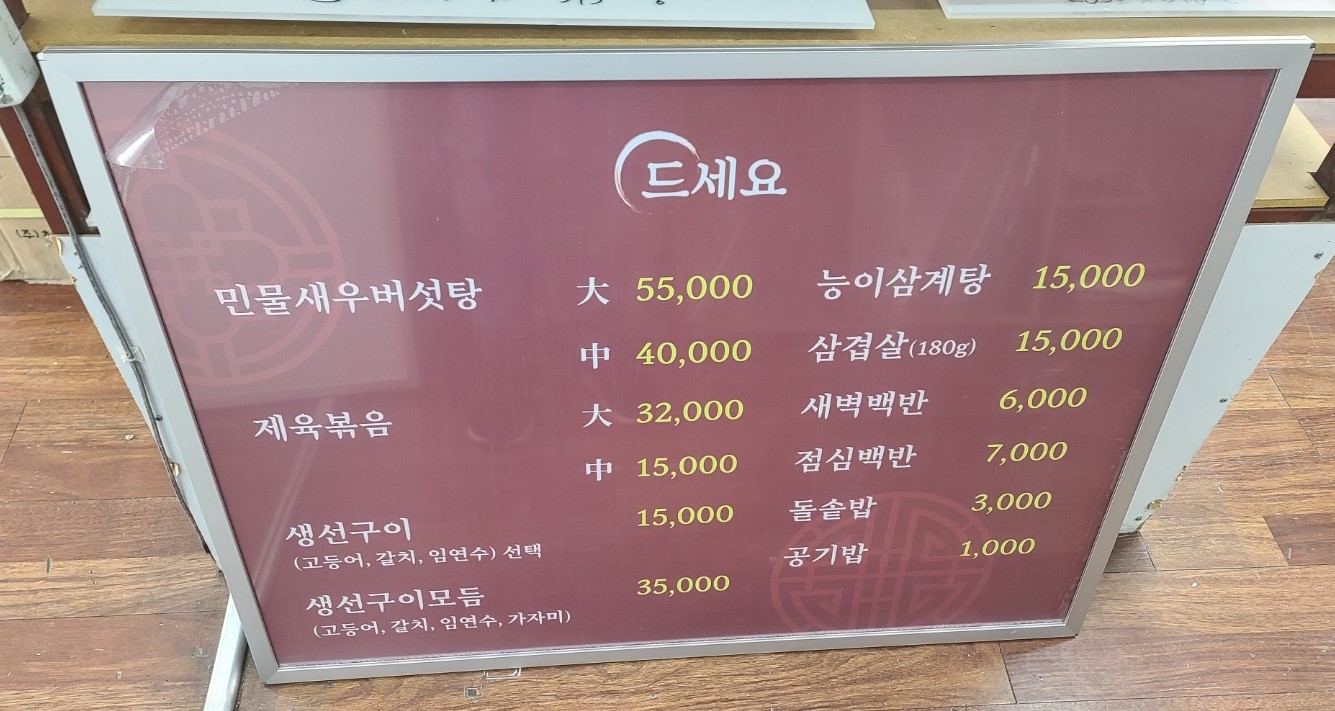 드세요
민물새우버섯탕 大 55,000
中 40,000
제육볶음 大 32,000
中 15,000
생선구이 15,000
(고등어, 갈치, 임연수) 선택
생선구이모듬 35,000
(고등어, 갈치, 임연수, 가자미)
능이삼계탕 15,000
삼겹살(180g) 15,000
새벽백반 6,000
점심백반 7,000
돌솥밥 3,000
공기밥 1,000